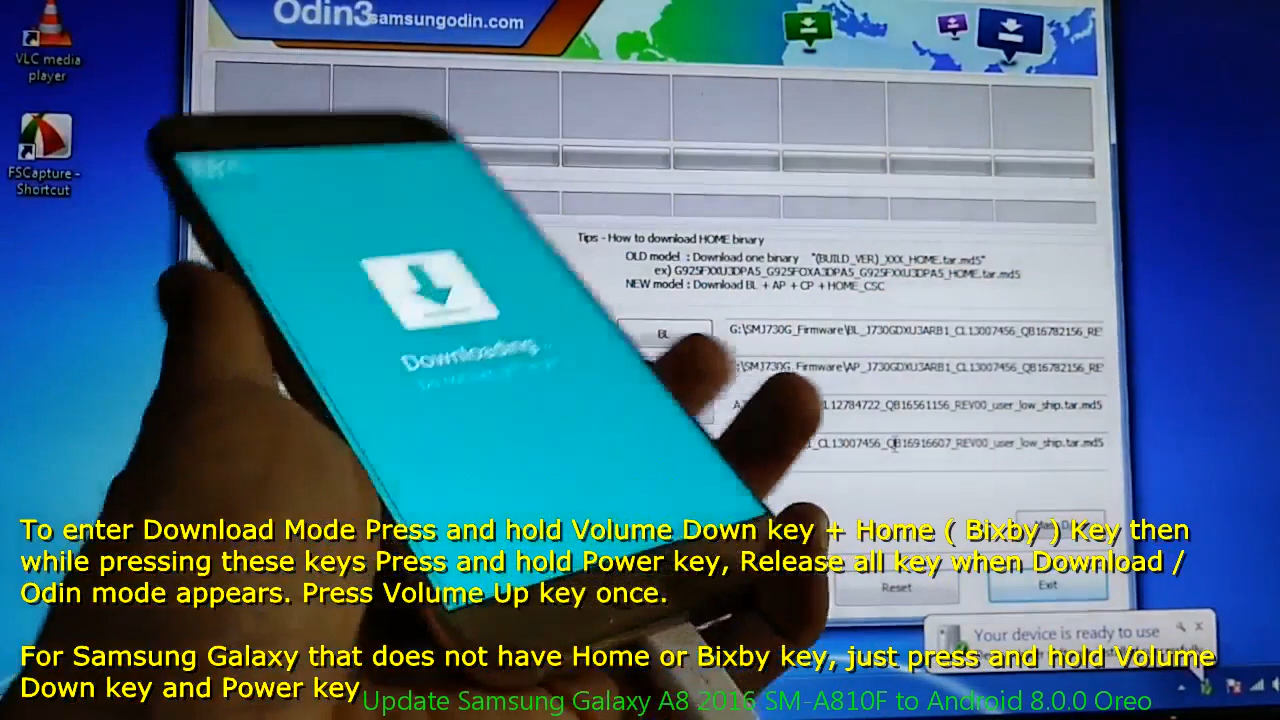 Odin3
samsungodin.com
VLC media
player
FSCapture -
Shortcut
Tips - How to download HOME binary
OLD model : Download one binary "(BUILD_VER)_XXX_HOME.tar.md5"
ex) G925FXXU3DPA5_G925FOXA3DPA5_G925FXXU3DPA5_HOME.tar.md5
NEW model : Download BL + AP + CP + HOME_CSC
BL
G:\SMJ730G_Firmware\BL_J730GDXU3ARB1_CL13007456_QB16782156_RE
:\SMJ730G_Firmware\AP_J730GDXU3ARB1_CL13007456_QB16782156_RE
L12784722_QB16561156_REV00_user_low_ship.tar.md5
_CL13007456_QB16916607_REV00_user_low_ship.tar.md5
Downloading...
Reset
Exit
Your device is ready to use
To enter Download Mode Press and hold Volume Down key + Home ( Bixby ) Key then
while pressing these keys Press and hold Power key, Release all key when Download /
Odin mode appears. Press Volume Up key once.
For Samsung Galaxy that does not have Home or Bixby key, just press and hold Volume
Down key and Power key
Update Samsung Galaxy A8 2016 SM-A810F to Android 8.0.0 Oreo